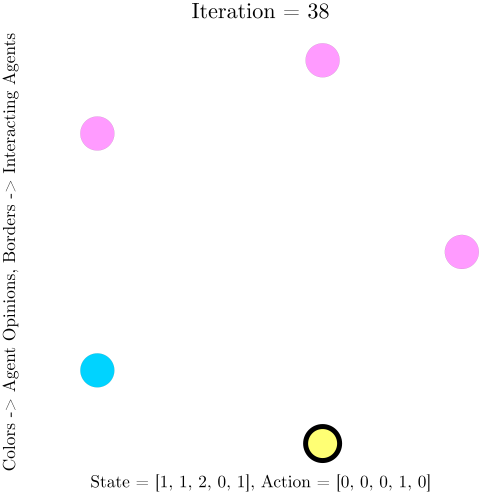 Iteration = 38
Colors -> Agent Opinions, Borders -> Interacting Agents
State = [1, 1, 2, 0, 1], Action = [0, 0, 0, 1, 0]